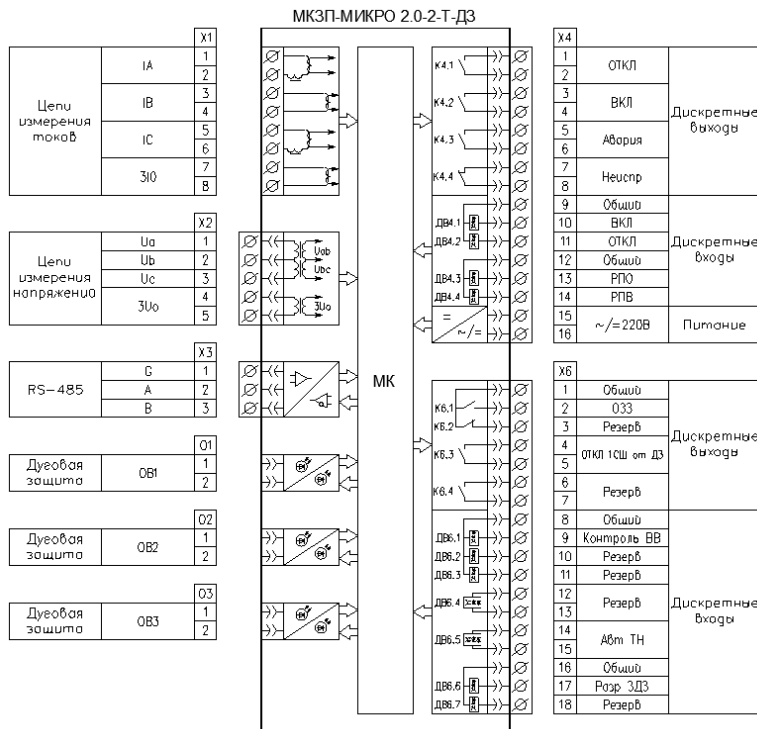 МКЗП-МИКРО 2.0-2-Т-ДЗ
X1
Цепи измерения токов
IA
1
2
IB
3
4
IC
5
6
3I0
7
8
X2
Цепи измерения напряжений
Ua
1
Ub
2
Uc
3
3Uo
4
5
Uab
Ubc
3Uo
X3
RS-485
G
1
A
2
B
3
O1
Дуговая защита
ОВ1
1
2
O2
Дуговая защита
ОВ2
1
2
O3
Дуговая защита
ОВ3
1
2
МК
X4
К4.1
1
2
ОТКЛ
К4.2
3
4
ВКЛ
К4.3
5
6
Авария
К4.4
7
8
Неиспр
Дискретные выходы
9
Общий
ДВ4.1
10
ВКЛ
ДВ4.2
11
ОТКЛ
12
Общий
ДВ4.3
13
РПО
ДВ4.4
14
РПВ
Дискретные входы
=
~/=
15
16
~/=220В
Питание
X6
1
Общий
К6.1
2
ОЗЗ
К6.2
3
Резерв
К6.3
4
5
ОТКЛ 1СШ от ДЗ
К6.4
6
7
Резерв
Дискретные выходы
8
Общий
ДВ6.1
9
Контроль ВВ
ДВ6.2
10
Резерв
ДВ6.3
11
Резерв
ДВ6.4
12
13
Резерв
ДВ6.5
14
15
Авт ТН
16
Общий
ДВ6.6
17
Разр ЗДЗ
ДВ6.7
18
Резерв
Дискретные входы